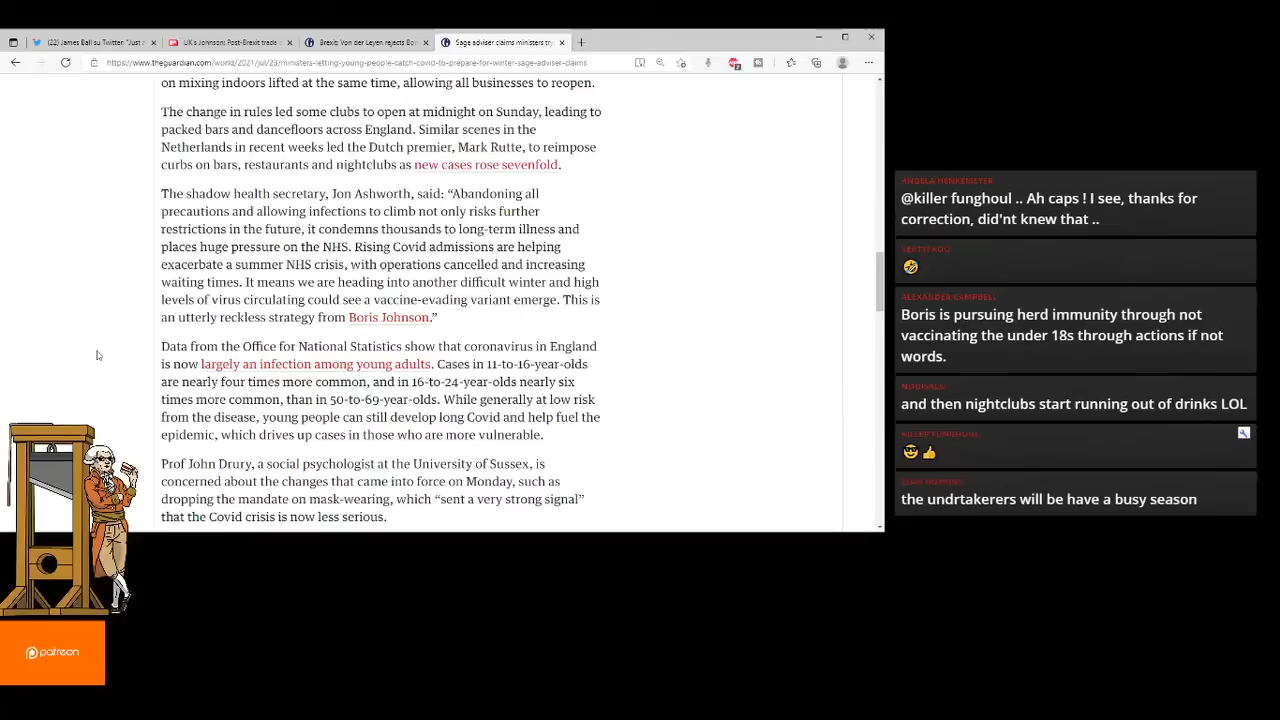 (22) James Ball su Twitter: "Just
UK's Johnson: Post-Brexit trade
Brexit: Von der Leyen rejects Bo
Sage adviser claims ministers try
https://www.theguardian.com/world/2021/jul/23/ministers-letting-young-people-catch-covid-to-prepare-for-winter-sage-adviser-claims
on mixing indoors lifted at the same time, allowing all businesses to reopen.
The change in rules led some clubs to open at midnight on Sunday, leading to
packed bars and dancefloors across England. Similar scenes in the
Netherlands in recent weeks led the Dutch premier, Mark Rutte, to reimpose
curbs on bars, restaurants and nightclubs as new cases rose sevenfold.
The shadow health secretary, Jon Ashworth, said: “Abandoning all
precautions and allowing infections to climb not only risks further
restrictions in the future, it condemns thousands to long-term illness and
places huge pressure on the NHS. Rising Covid admissions are helping
exacerbate a summer NHS crisis, with operations cancelled and increasing
waiting times. It means we are heading into another difficult winter and high
levels of virus circulating could see a vaccine-evading variant emerge. This is
an utterly reckless strategy from Boris Johnson.”
Data from the Office for National Statistics show that coronavirus in England
is now largely an infection among young adults. Cases in 11-to-16-year-olds
are nearly four times more common, and in 16-to-24-year-olds nearly six
times more common, than in 50-to-69-year-olds. While generally at low risk
from the disease, young people can still develop long Covid and help fuel the
epidemic, which drives up cases in those who are more vulnerable.
Prof John Drury, a social psychologist at the University of Sussex, is
concerned about the changes that came into force on Monday, such as
dropping the mandate on mask-wearing, which “sent a very strong signal”
that the Covid crisis is now less serious.
ANGELA HENKEMEYER
@killer funghoul .. Ah caps ! I see, thanks for
correction, did'nt knew that ..
ALEXANDER CAMPBELL
Boris is pursuing herd immunity through not
vaccinating the under 18s through actions if not
words.
and then nightclubs start running out of drinks LOL
KILLER FUNGHOUL
the undrtakerers will be have a busy season
patreon